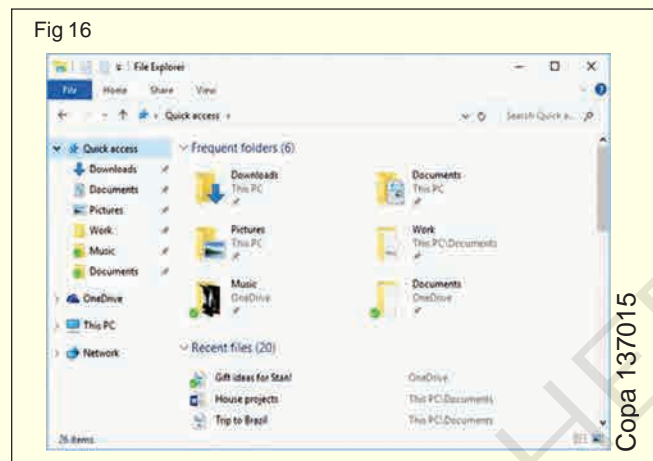 Fig 16
File Explorer
File Home Share View
Quick access
Search Quick a...
Quick access
Downloads
Documents
Pictures
Work
Music
Documents
OneDrive
This PC
Network
Frequent folders (6)
Downloads
This PC
Documents
This PC
Pictures
This PC
Work
This PC\Documents
Music
OneDrive
Documents
OneDrive
Recent files (20)
Gift ideas for Stan! OneDrive
House projects This PC\Documents
Trip to Brazil This PC\Documents
26 items
Copa 137015